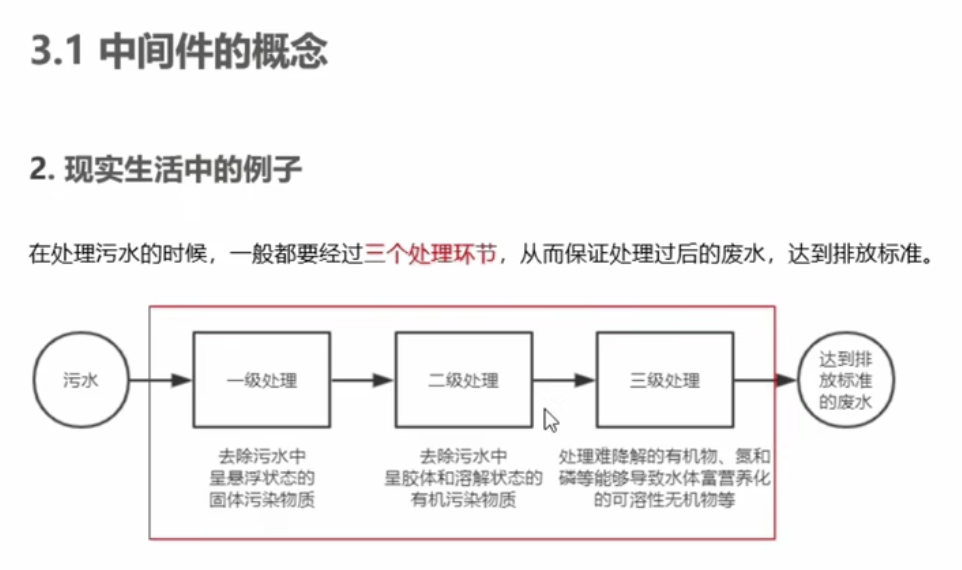 3.1 中间件的概念
2. 现实生活中的例子
在处理污水的时候，一般都要经过三个处理环节，从而保证处理过后的废水，达到排放标准。
污水
一级处理
二级处理
三级处理
达到排
放标准
的废水
去除污水中
呈悬浮状态的
固体污染物质
去除污水中
呈胶体和溶解状态的
有机污染物质
处理难降解的有机物、氮和
磷等能够导致水体富营养化
的可溶性无机物等